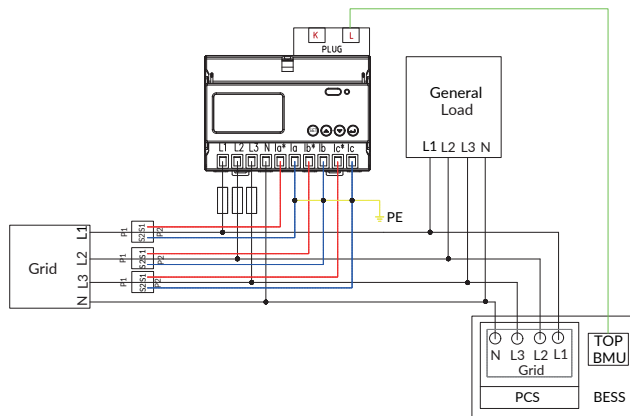 K L
PLUG
L1 L2 L3 N Ia* Ia Ib* Ib Ic* Ic
General
Load
L1 L2 L3 N
PE
Grid
L1
P1 S1 S2 P2
L2
P1 S1 S2 P2
L3
P1 S1 S2 P2
N
N L3 L2 L1
Grid
PCS
TOP
BMU
BESS